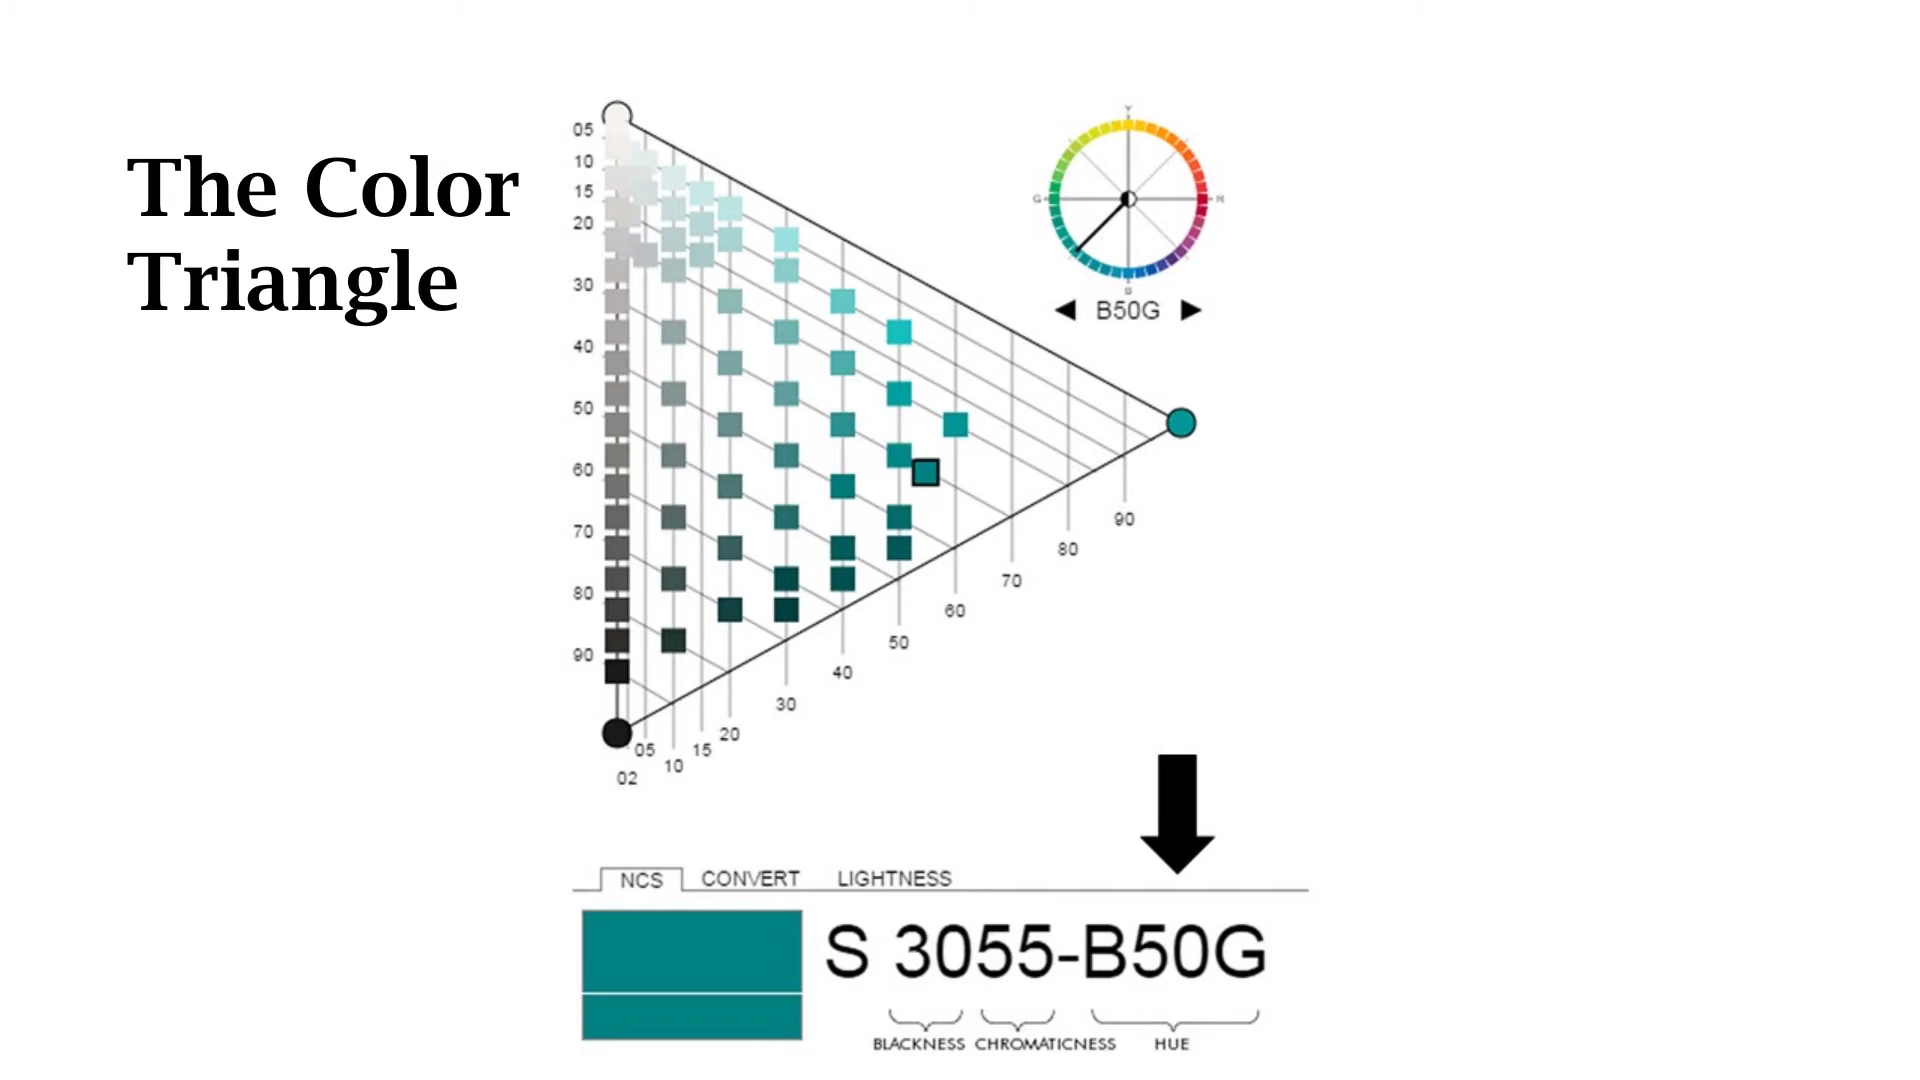 The Color
Triangle
05
10
15
20
30
40
50
60
70
80
90
02
05
10
15
20
30
40
50
60
70
80
90
Y
G
R
B
B50G
NCS CONVERT LIGHTNESS
S 3055-B50G
BLACKNESS CHROMATICNESS HUE